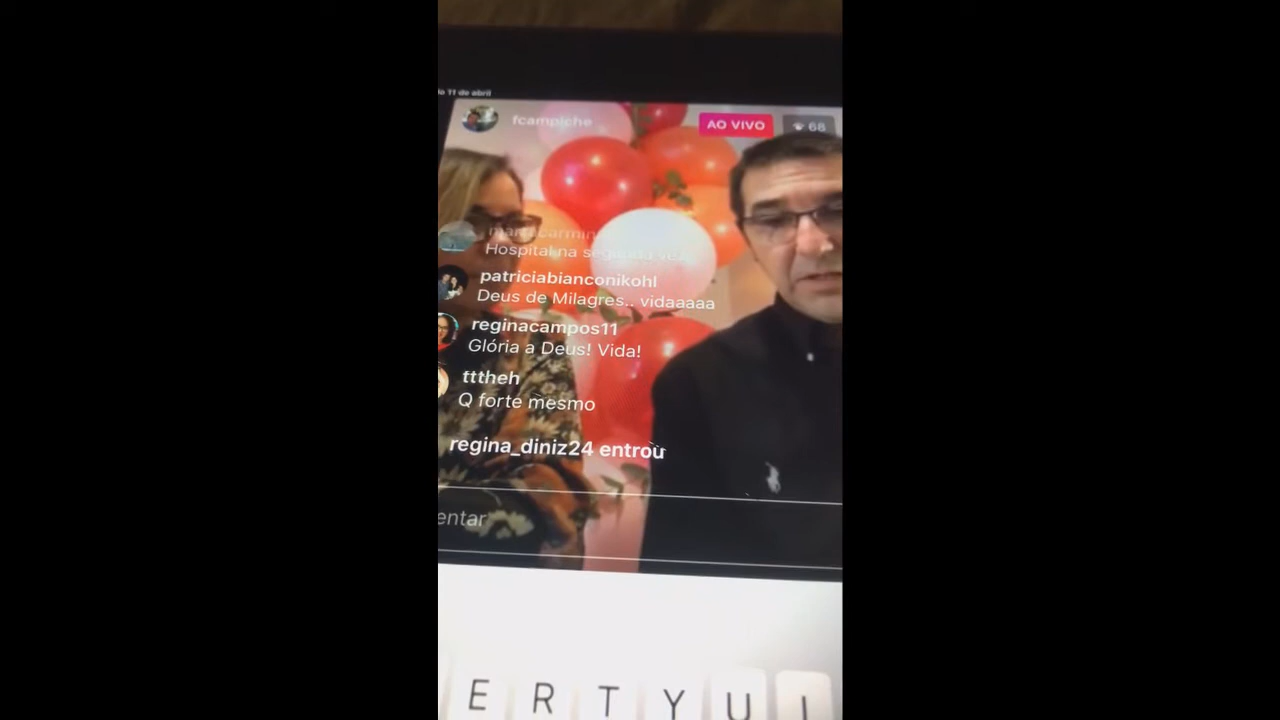 11 de abril
fcampiche
AO VIVO
68
Hospital na segunda vez
patriciabianconikohl
Deus de Milagres.. vidaaaaa
reginacampos11
Glória a Deus! Vida!
tttheh
Q forte mesmo
regina_diniz24 entrou
entar
E R T Y U I